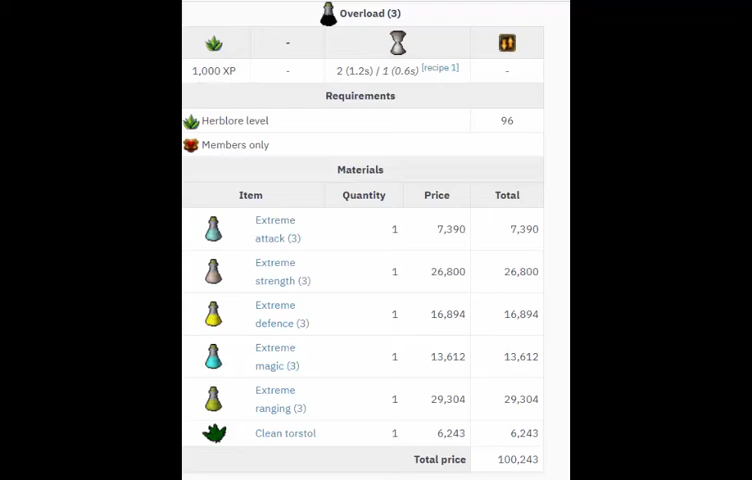 Overload (3)
-
1,000 XP - 2 (1.2s) / 1 (0.6s) [recipe 1] -
Requirements
Herblore level 96
Members only
Materials
Item Quantity Price Total
Extreme
attack (3) 1 7,390 7,390
Extreme
strength (3) 1 26,800 26,800
Extreme
defence (3) 1 16,894 16,894
Extreme
magic (3) 1 13,612 13,612
Extreme
ranging (3) 1 29,304 29,304
Clean torstol 1 6,243 6,243
Total price 100,243